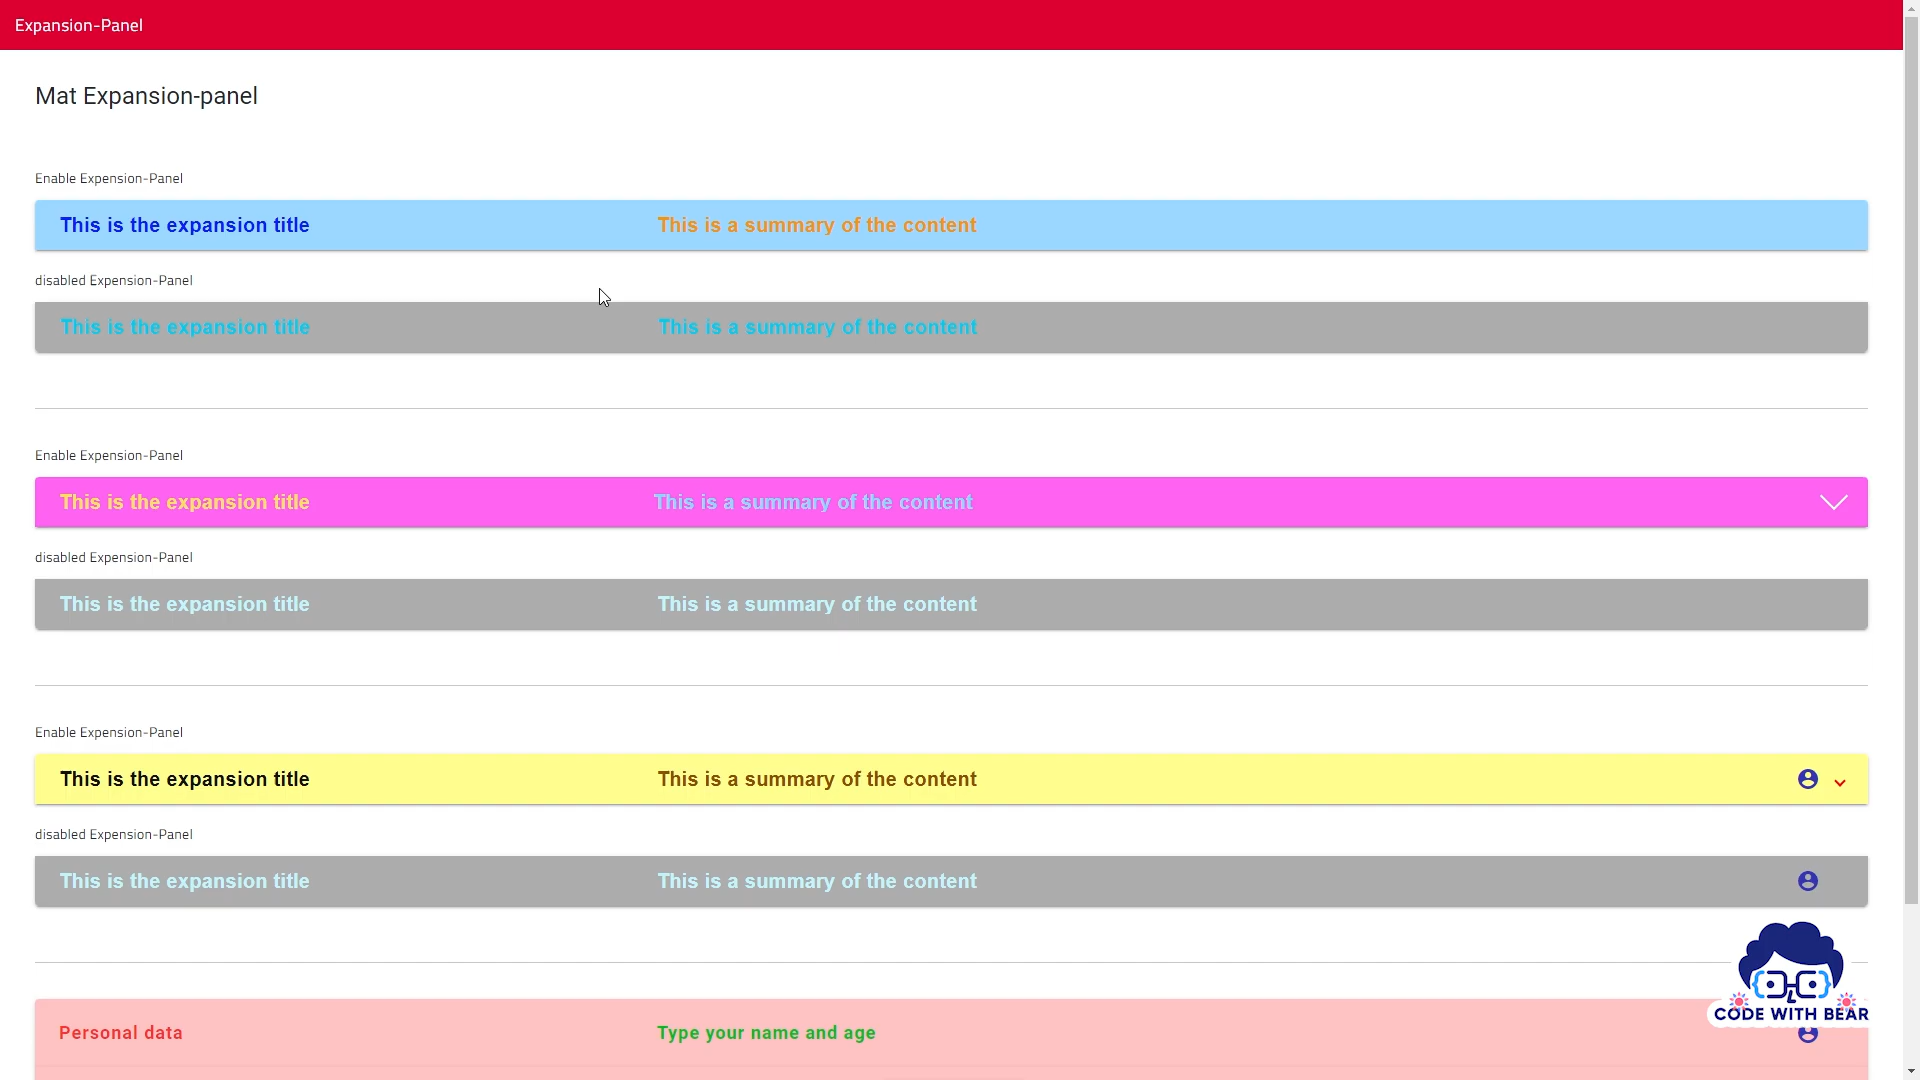 Expansion-Panel
Mat Expansion-panel
Enable Expension-Panel
This is the expansion title This is a summary of the content
disabled Expension-Panel
This is the expansion title This is a summary of the content
Enable Expension-Panel
This is the expansion title This is a summary of the content
disabled Expension-Panel
This is the expansion title This is a summary of the content
Enable Expension-Panel
This is the expansion title This is a summary of the content
disabled Expension-Panel
This is the expansion title This is a summary of the content
CODE WITH BEAR
Personal data Type your name and age